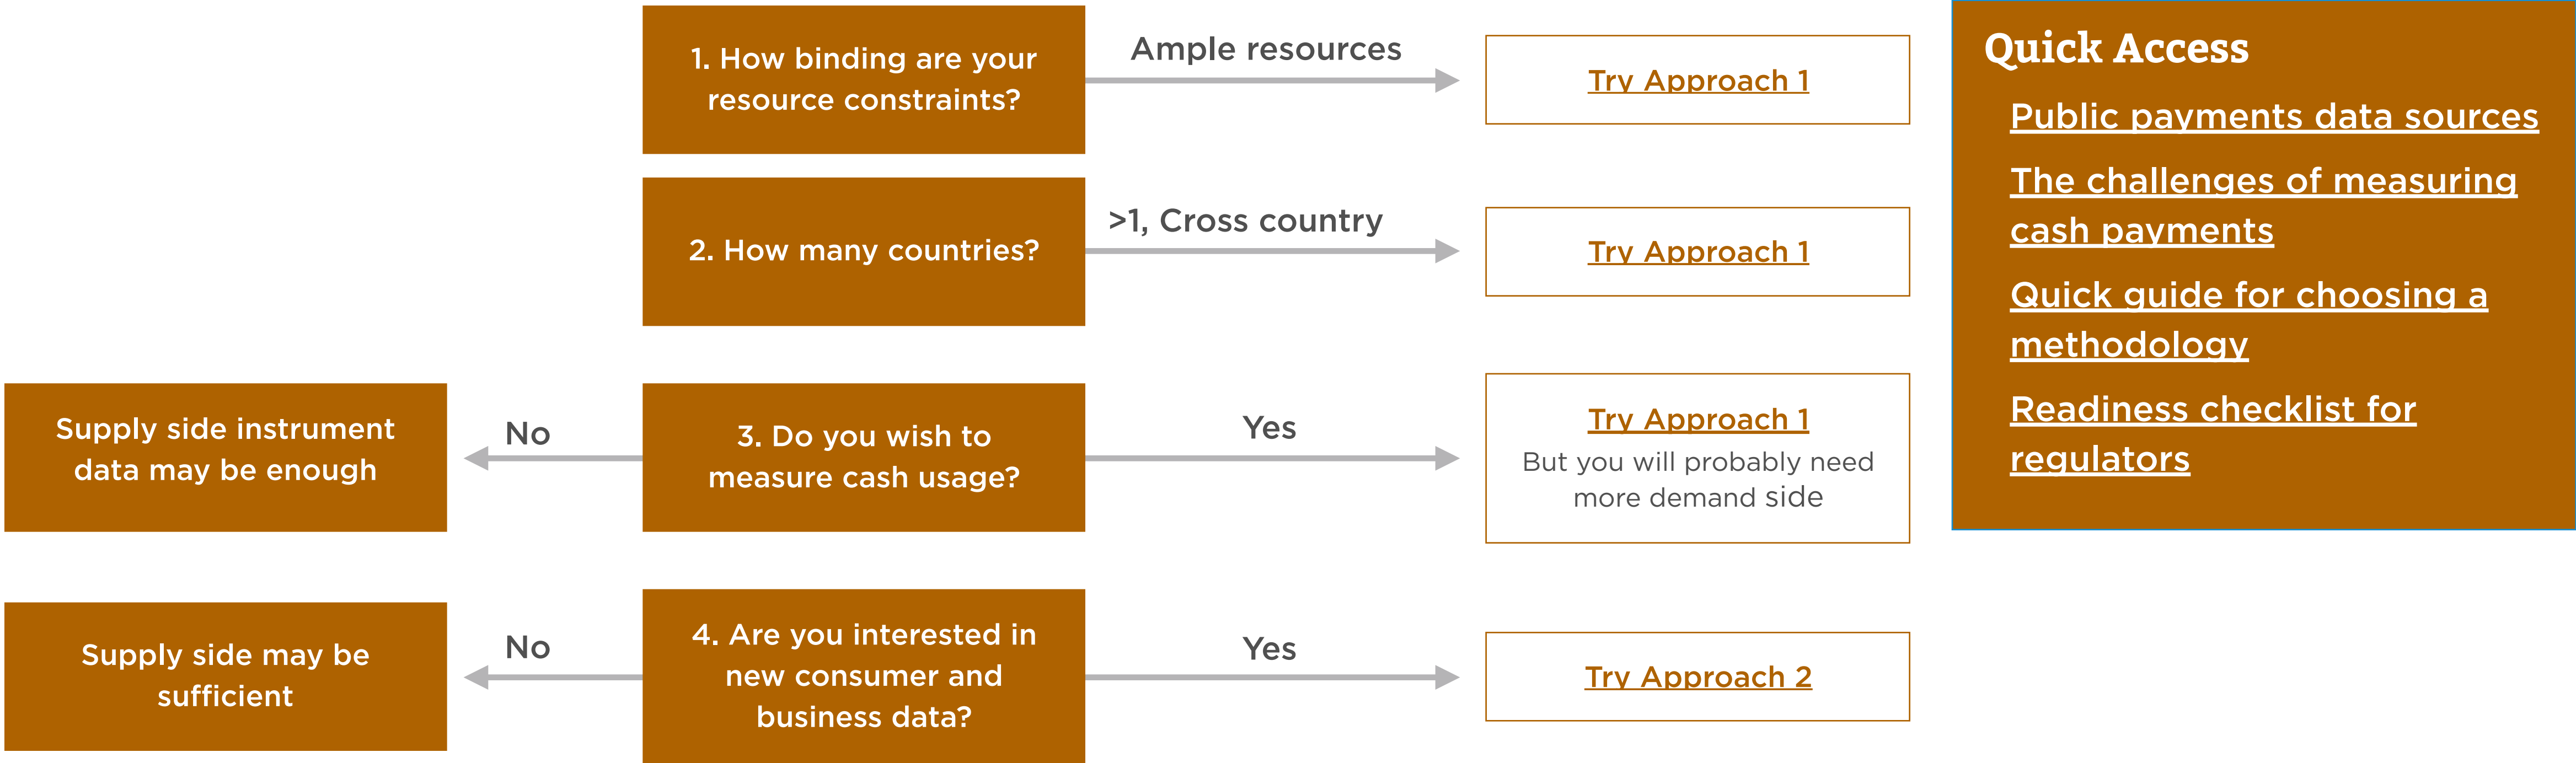 1. How binding are your
resource constraints?
Ample resources
Try Approach 1
2. How many countries?
>1, Cross country
Try Approach 1
Supply side instrument
data may be enough
No
3. Do you wish to
measure cash usage?
Yes
Try Approach 1
But you will probably need
more demand side
Supply side may be
sufficient
No
4. Are you interested in
new consumer and
business data?
Yes
Try Approach 2
Quick Access
Public payments data sources
The challenges of measuring
cash payments
Quick guide for choosing a
methodology
Readiness checklist for
regulators